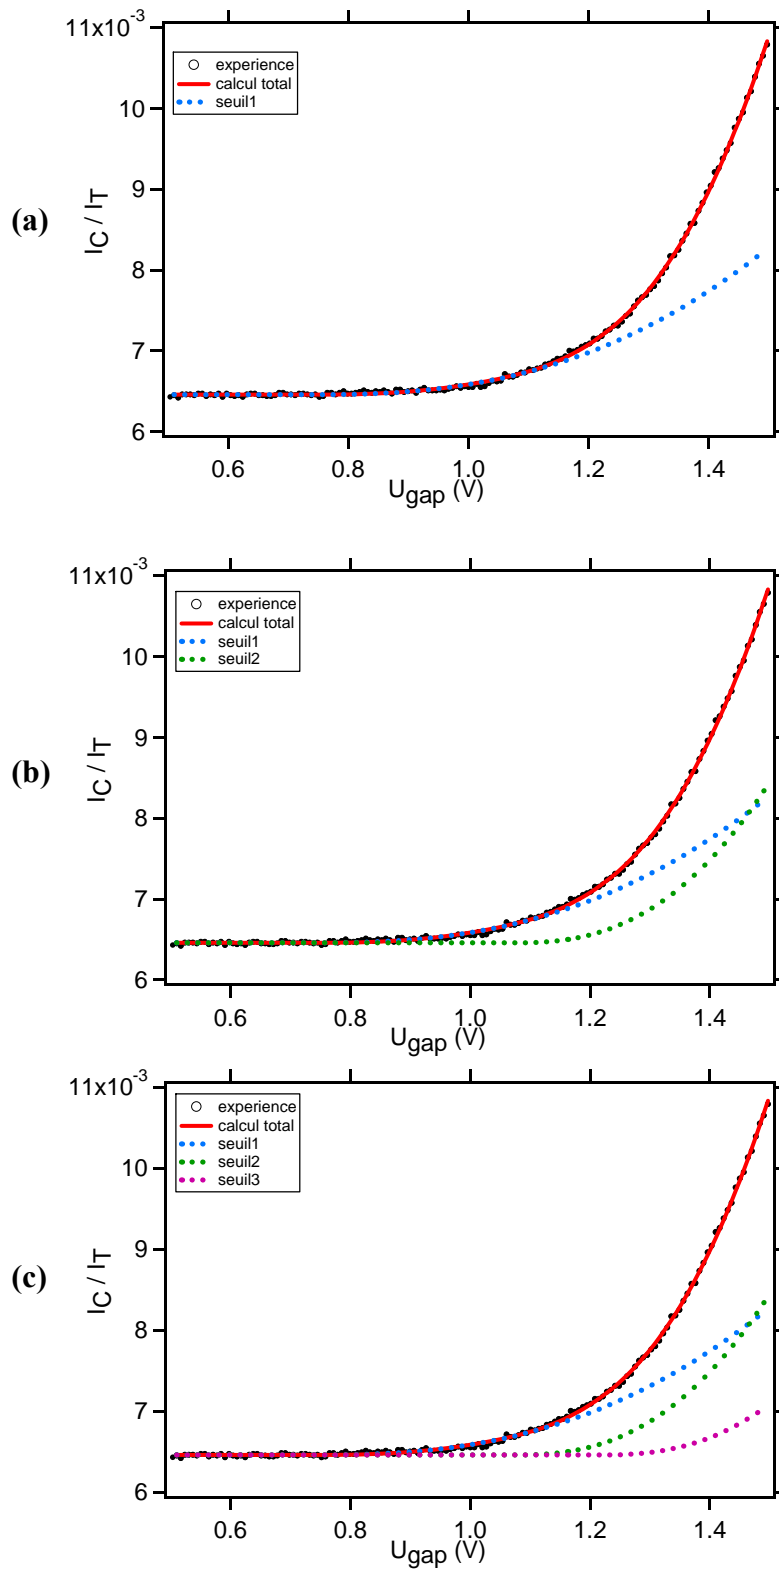 11x10⁻³
experience
calcul total
seuil1
10
9
8
7
6
I_C / I_T
(a)
0.6 0.8 1.0 1.2 1.4
U_gap (V)
11x10⁻³
experience
calcul total
seuil1
seuil2
10
9
8
7
6
I_C / I_T
(b)
0.6 0.8 1.0 1.2 1.4
U_gap (V)
11x10⁻³
experience
calcul total
seuil1
seuil2
seuil3
10
9
8
7
6
I_C / I_T
(c)
0.6 0.8 1.0 1.2 1.4
U_gap (V)